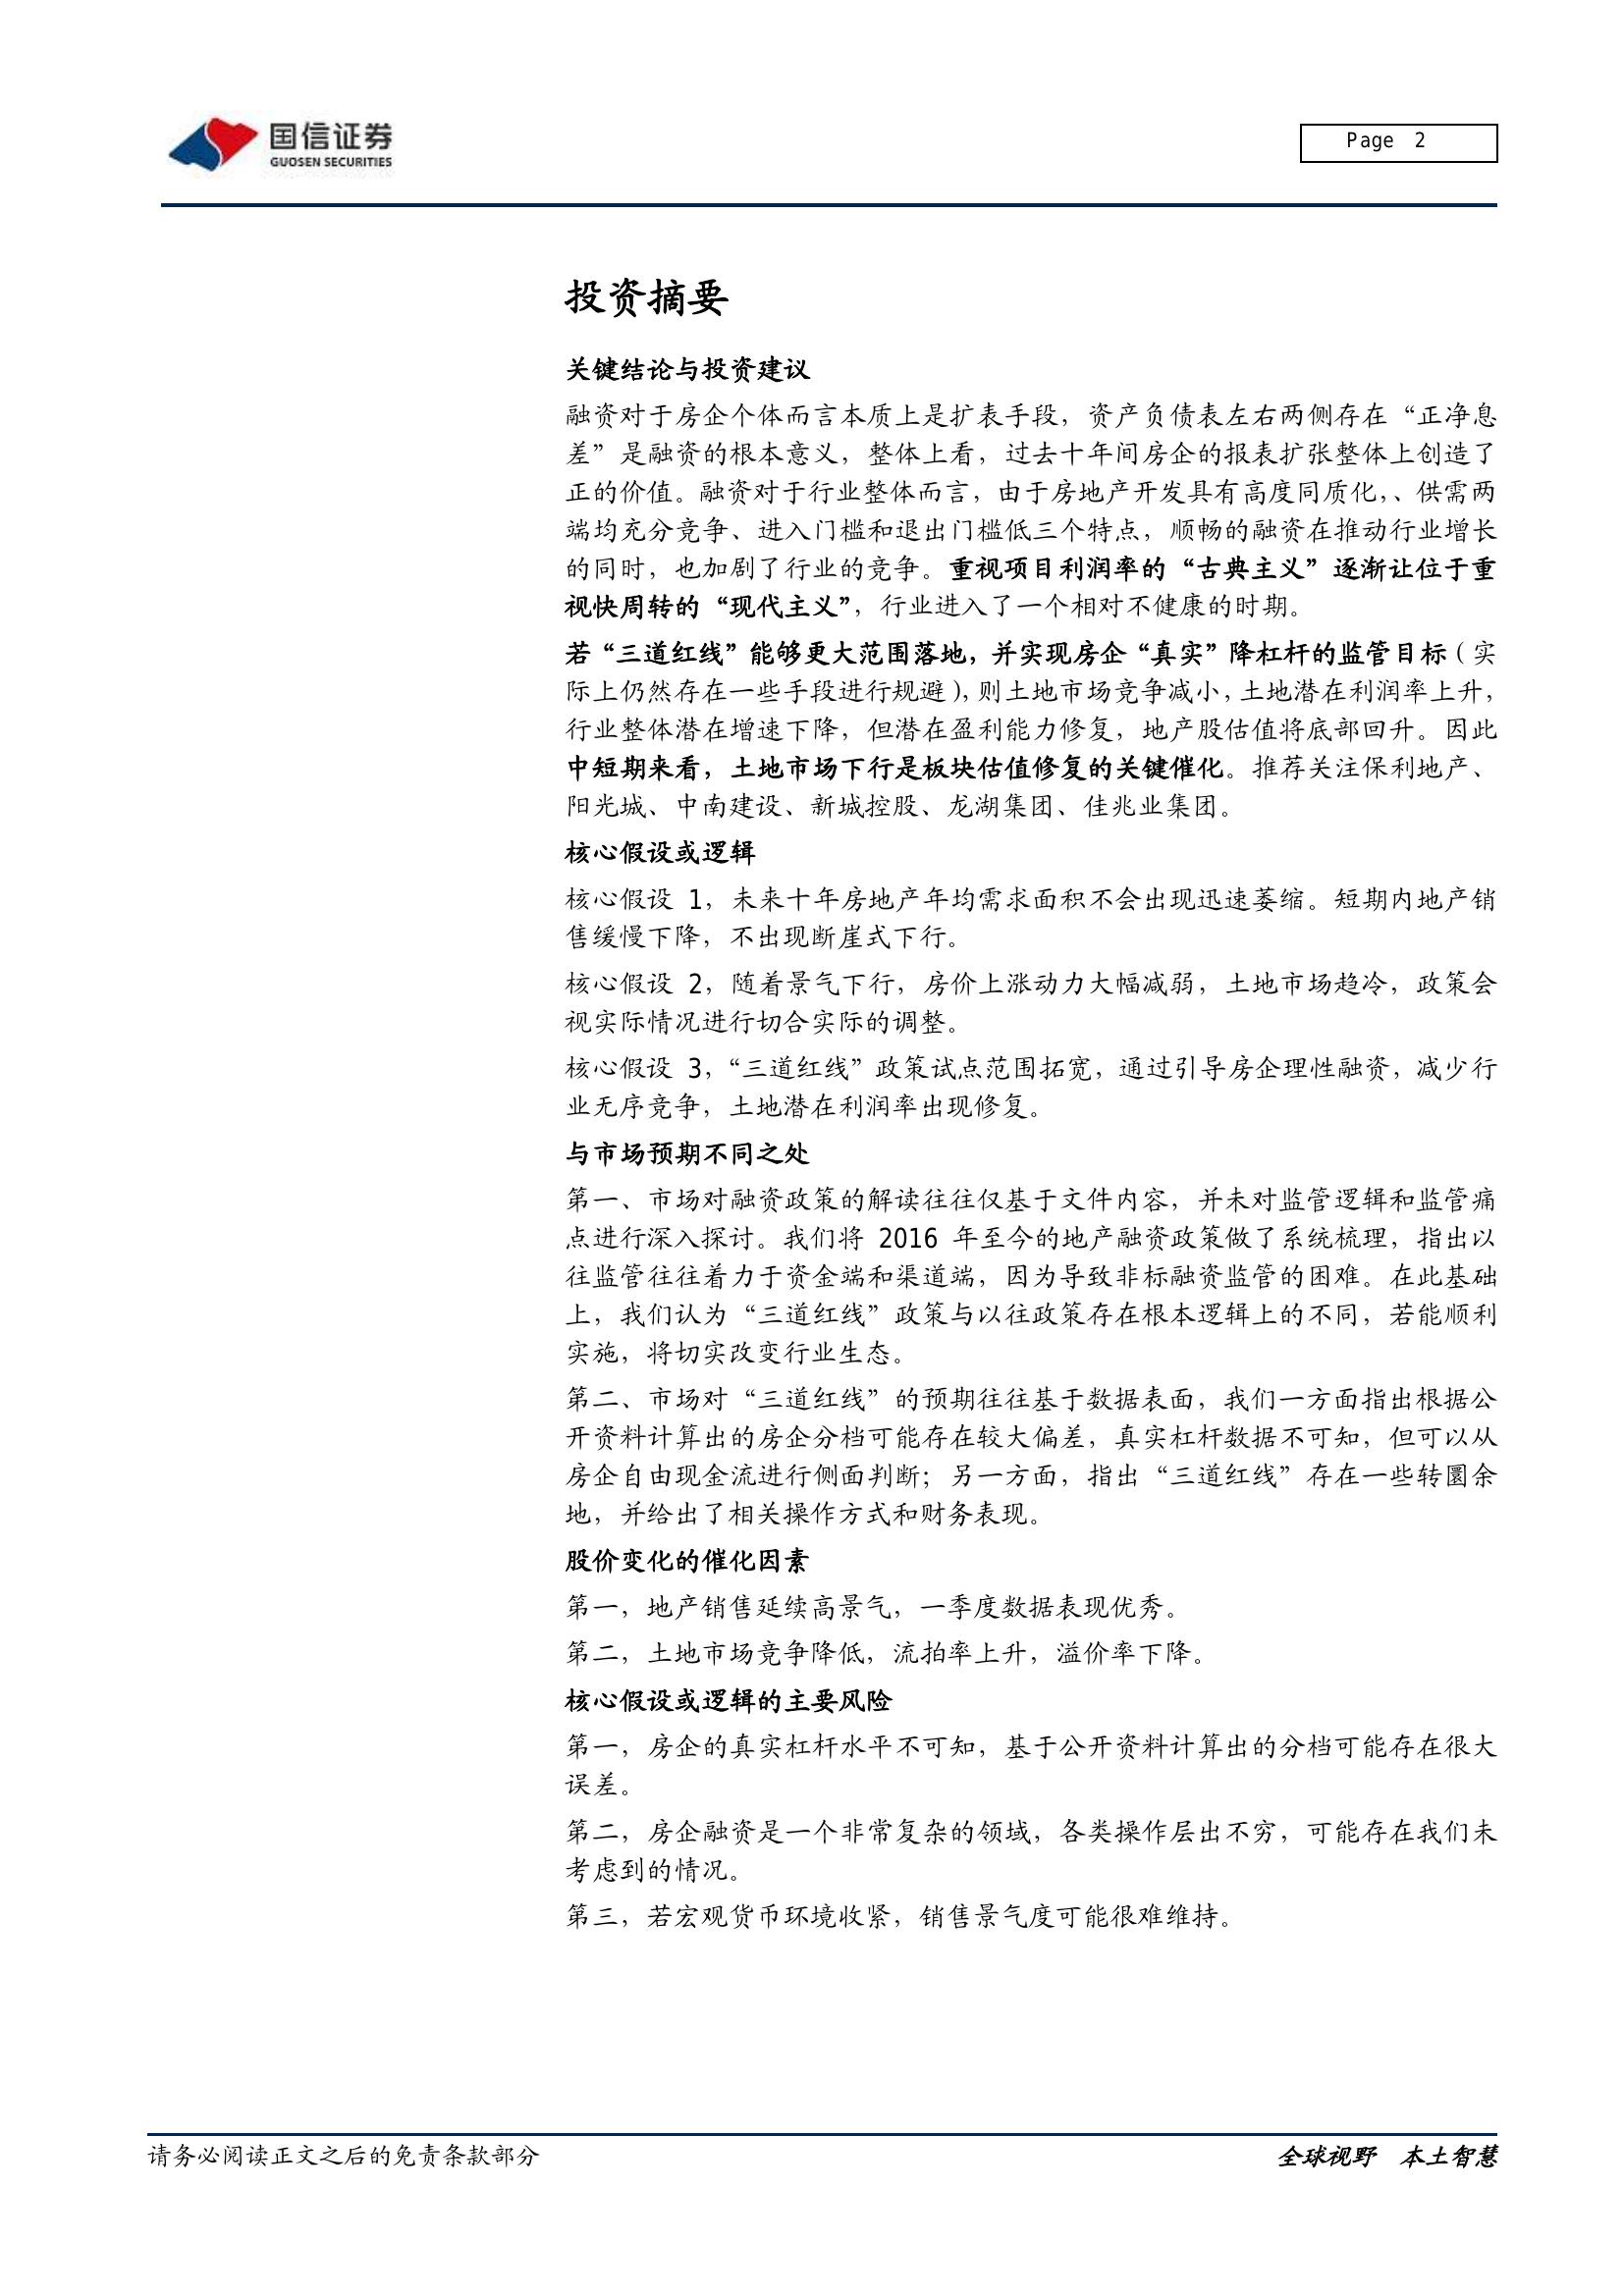 国信证券
GUOSEN SECURITIES
Page 2
投资摘要
关键结论与投资建议
融资对于房企个体而言本质上是扩表手段，资产负债表左右两侧存在“正净息
差”是融资的根本意义，整体上看，过去十年间房企的报表扩张整体上创造了
正的价值。融资对于行业整体而言，由于房地产开发具有高度同质化，、供需两
端均充分竞争、进入门槛和退出门槛低三个特点，顺畅的融资在推动行业增长
的同时，也加剧了行业的竞争。重视项目利润率的“古典主义”逐渐让位于重
视快周转的“现代主义”，行业进入了一个相对不健康的时期。
若“三道红线”能够更大范围落地，并实现房企“真实”降杠杆的监管目标（实
际上仍然存在一些手段进行规避），则土地市场竞争减小，土地潜在利润率上升，
行业整体潜在增速下降，但潜在盈利能力修复，地产股估值将底部回升。因此
中短期来看，土地市场下行是板块估值修复的关键催化。推荐关注保利地产、
阳光城、中南建设、新城控股、龙湖集团、佳兆业集团。
核心假设或逻辑
核心假设 1，未来十年房地产年均需求面积不会出现迅速萎缩。短期内地产销
售缓慢下降，不出现断崖式下行。
核心假设 2，随着景气下行，房价上涨动力大幅减弱，土地市场趋冷，政策会
视实际情况进行切合实际的调整。
核心假设 3，“三道红线”政策试点范围拓宽，通过引导房企理性融资，减少行
业无序竞争，土地潜在利润率出现修复。
与市场预期不同之处
第一、市场对融资政策的解读往往仅基于文件内容，并未对监管逻辑和监管痛
点进行深入探讨。我们将 2016 年至今的地产融资政策做了系统梳理，指出以
往监管往往着力于资金端和渠道端，因为导致非标融资监管的困难。在此基础
上，我们认为“三道红线”政策与以往政策存在根本逻辑上的不同，若能顺利
实施，将切实改变行业生态。
第二、市场对“三道红线”的预期往往基于数据表面，我们一方面指出根据公
开资料计算出的房企分档可能存在较大偏差，真实杠杆数据不可知，但可以从
房企自由现金流进行侧面判断；另一方面，指出“三道红线”存在一些转圜余
地，并给出了相关操作方式和财务表现。
股价变化的催化因素
第一，地产销售延续高景气，一季度数据表现优秀。
第二，土地市场竞争降低，流拍率上升，溢价率下降。
核心假设或逻辑的主要风险
第一，房企的真实杠杆水平不可知，基于公开资料计算出的分档可能存在很大
误差。
第二，房企融资是一个非常复杂的领域，各类操作层出不穷，可能存在我们未
考虑到的情况。
第三，若宏观货币环境收紧，销售景气度可能很难维持。
请务必阅读正文之后的免责条款部分
全球视野 本土智慧